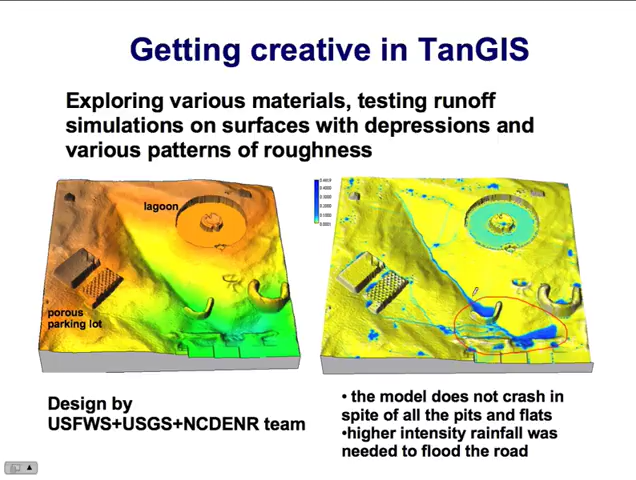 Getting creative in TanGIS
Exploring various materials, testing runoff
simulations on surfaces with depressions and
various patterns of roughness
lagoon
porous
parking lot
Design by
USFWS+USGS+NCDENR team
• the model does not crash in
spite of all the pits and flats
•higher intensity rainfall was
needed to flood the road